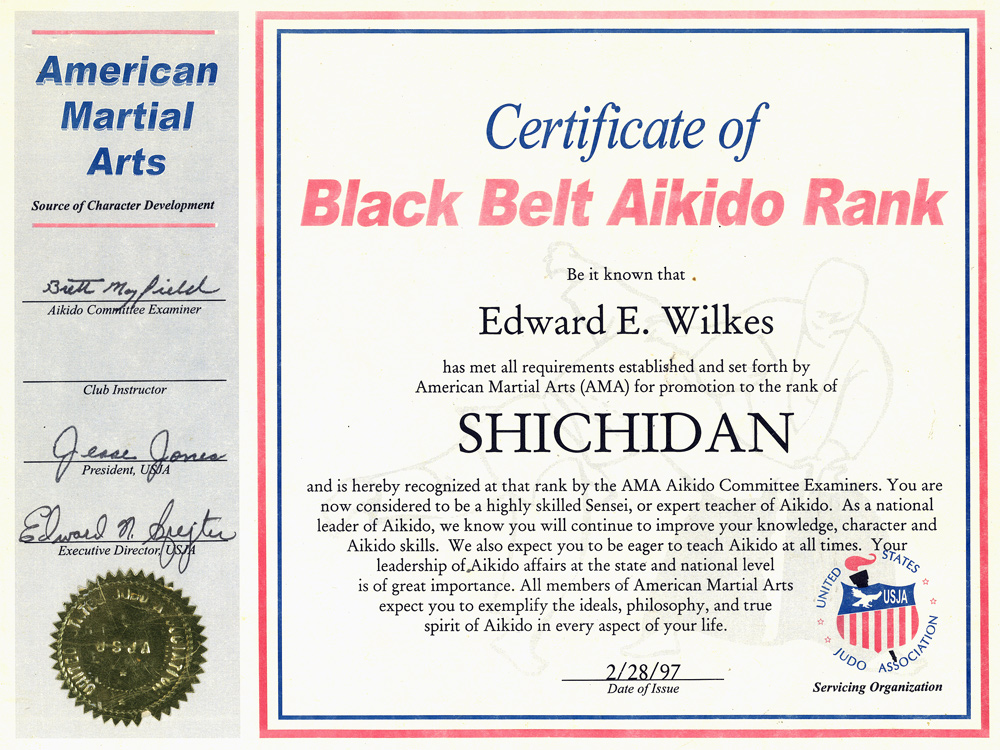 American
Martial
Arts
Source of Character Development
Brett Mayfield
Aikido Committee Examiner
Club Instructor
Jesse Jones
President, USJA
Edward N.
Executive Director, USJA
USJA
Certificate of
Black Belt Aikido Rank
Be it known that
Edward E. Wilkes
has met all requirements established and set forth by
American Martial Arts (AMA) for promotion to the rank of
SHICHIDAN
and is hereby recognized at that rank by the AMA Aikido Committee Examiners. You are
now considered to be a highly skilled Sensei, or expert teacher of Aikido. As a national
leader of Aikido, we know you will continue to improve your knowledge, character and
Aikido skills. We also expect you to be eager to teach Aikido at all times. Your
leadership of Aikido affairs at the state and national level
is of great importance. All members of American Martial Arts
expect you to exemplify the ideals, philosophy, and true
spirit of Aikido in every aspect of your life.
2/28/97
Date of Issue
UNITED STATES
USJA
JUDO ASSOCIATION
Servicing Organization